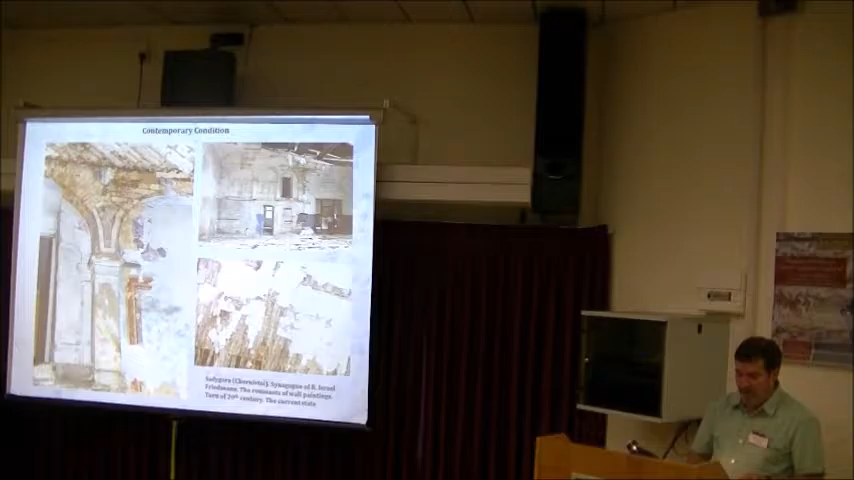 Contemporary Condition
Sadygora (Chernivtsi). Synagogue of R. Israel
Friedmann. The remnants of wall paintings.
Turn of 20th century. The current state